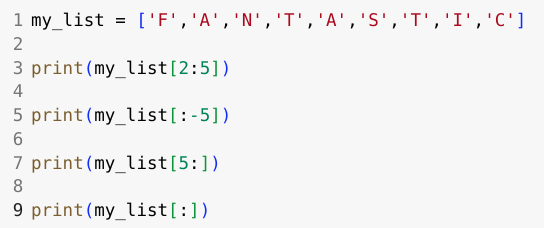 1 my_list = ['F','A','N','T','A','S','T','I','C']
2
3 print(my_list[2:5])
4
5 print(my_list[:-5])
6
7 print(my_list[5:])
8
9 print(my_list[:])